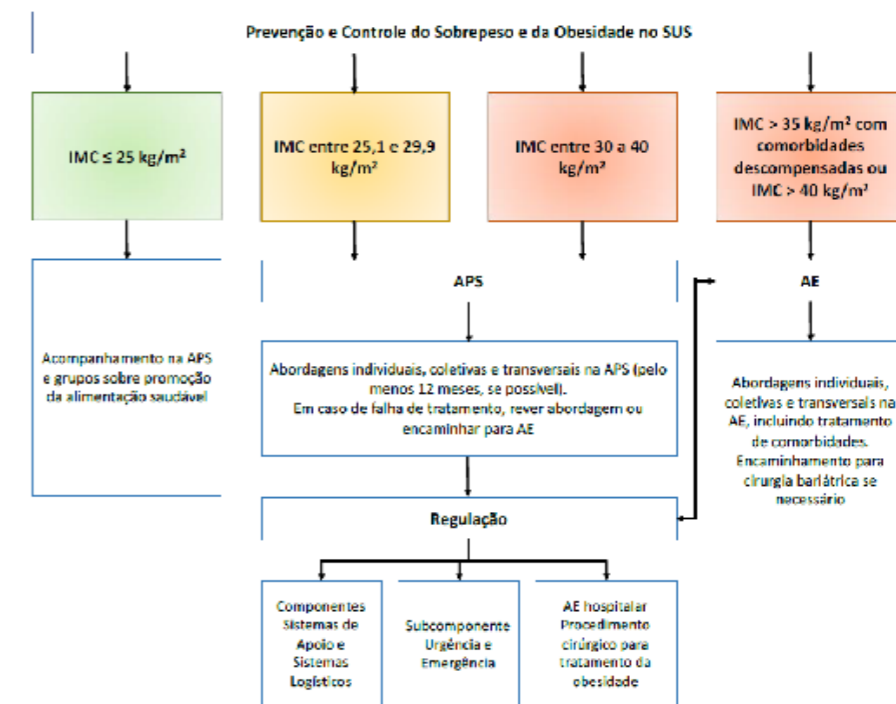 Prevenção e Controle do Sobrepeso e da Obesidade no SUS
IMC ≤ 25 kg/m²
IMC entre 25,1 e 29,9
kg/m²
IMC entre 30 a 40
kg/m²
IMC > 35 kg/m² com
comorbidades
descompensadas ou
IMC > 40 kg/m²
Acompanhamento na APS
e grupos sobre promoção
da alimentação saudável
APS
AE
Abordagens individuais, coletivas e transversais na APS (pelo
menos 12 meses, se possível).
Em caso de falha de tratamento, rever abordagem ou
encaminhar para AE
Abordagens individuais,
coletivas e transversais na
AE, incluindo tratamento
de comorbidades.
Encaminhamento para
cirurgia bariátrica se
necessário
Regulação
Componentes
Sistemas de
Apoio e
Sistemas
Logísticos
Subcomponente
Urgência e
Emergência
AE hospitalar
Procedimento
cirúrgico para
tratamento da
obesidade